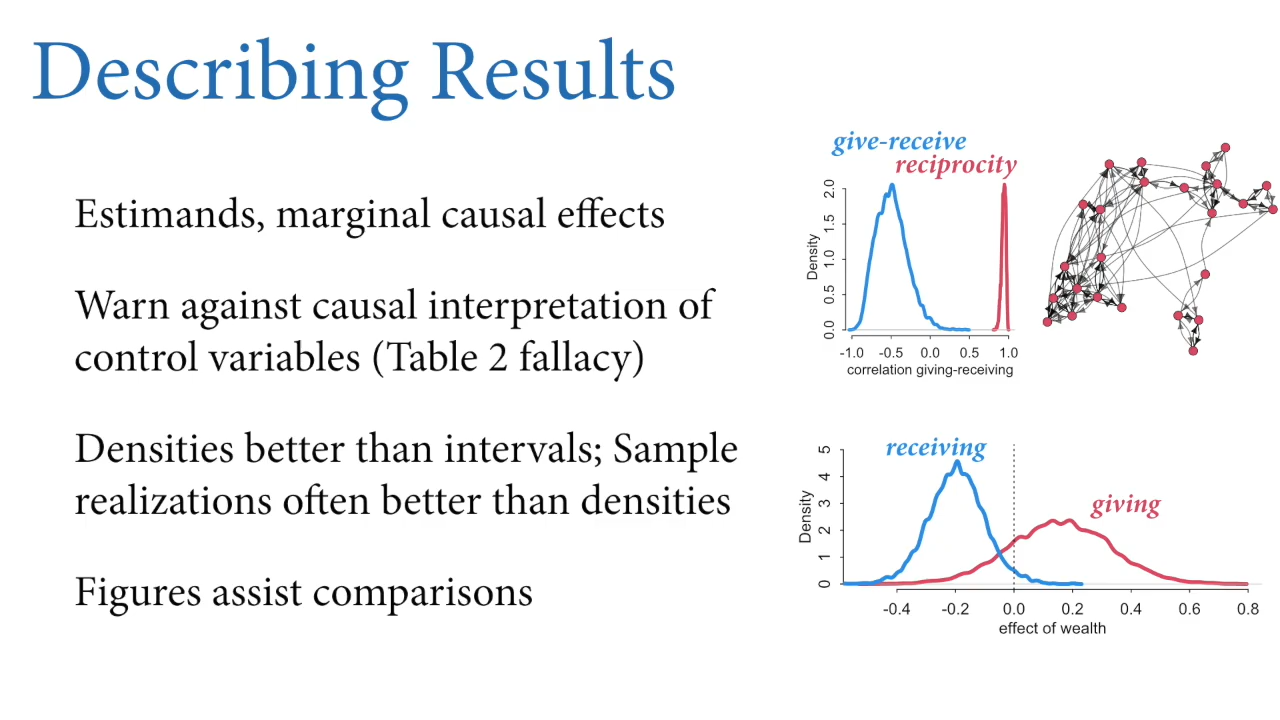 Describing Results
Estimands, marginal causal effects
Warn against causal interpretation of
control variables (Table 2 fallacy)
Densities better than intervals; Sample
realizations often better than densities
Figures assist comparisons
give-receive
reciprocity
Density
0.0 0.5 1.0 1.5 2.0
-1.0 -0.5 0.0 0.5 1.0
correlation giving-receiving
receiving
giving
Density
0 1 2 3 4 5
-0.4 -0.2 0.0 0.2 0.4 0.6 0.8
effect of wealth